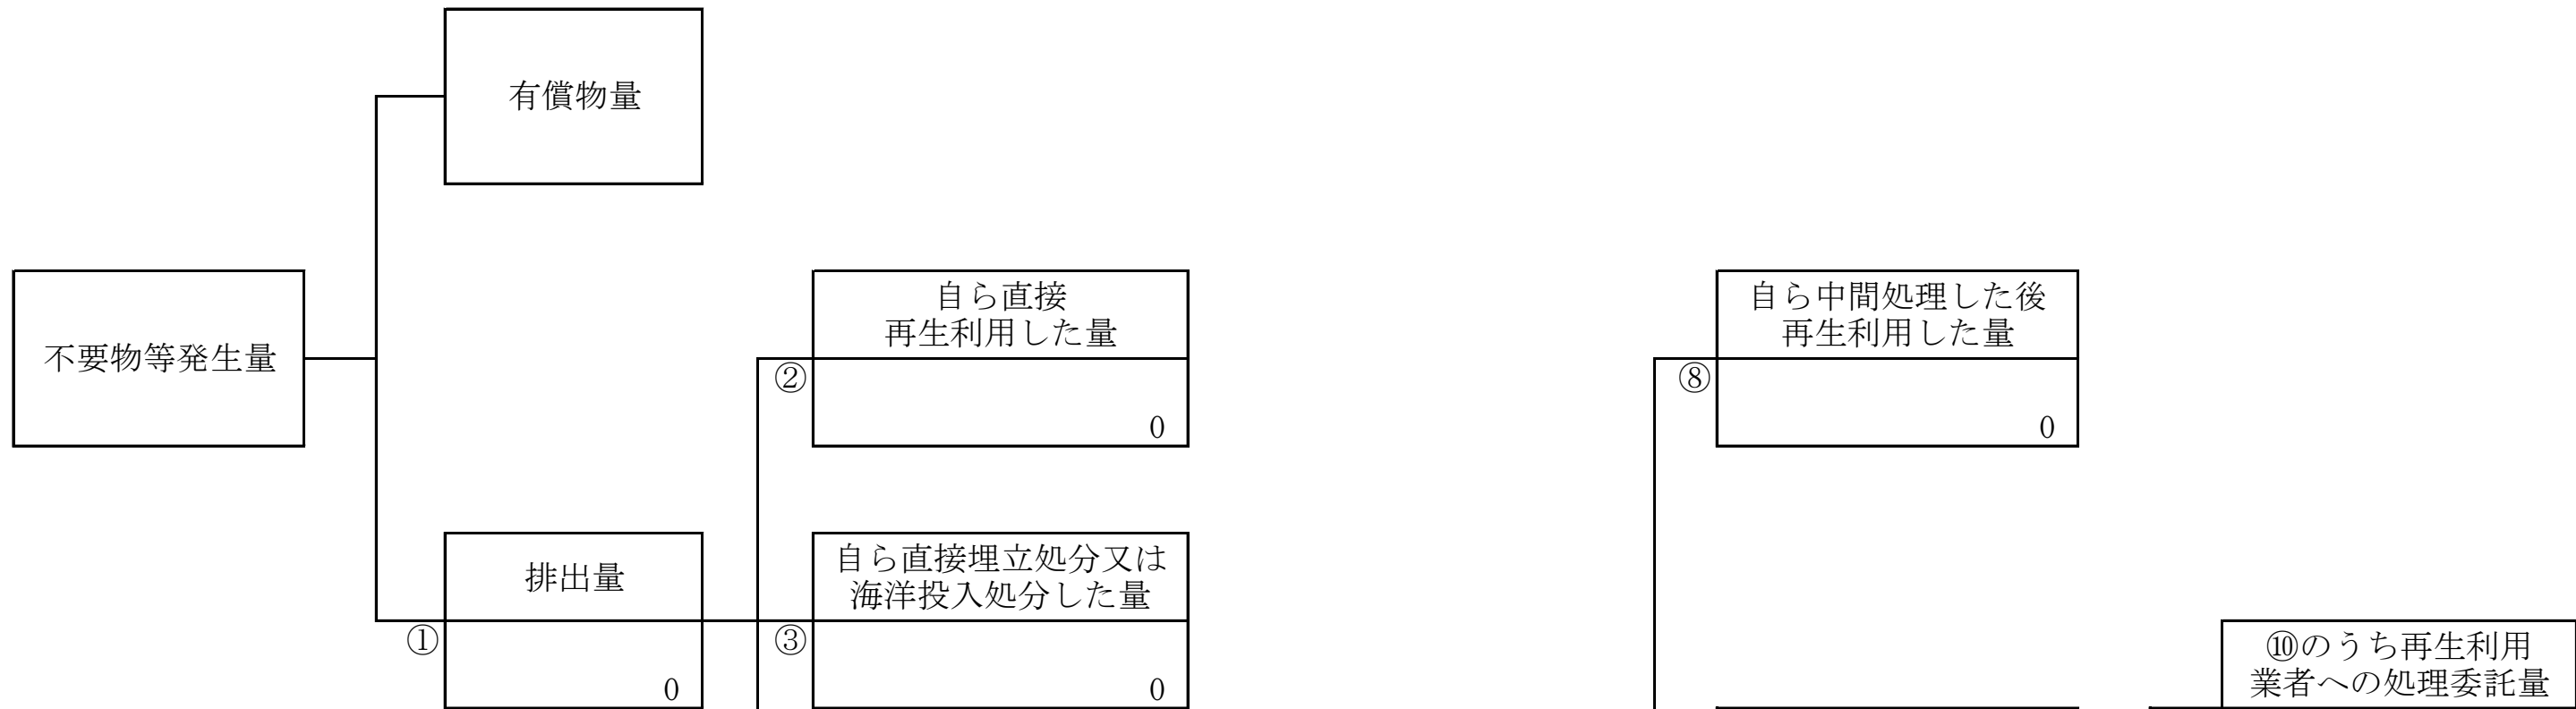 有償物量
不要物等発生量
自ら直接
再生利用した量
②
0
自ら中間処理した後
再生利用した量
⑧
0
排出量
①
0
自ら直接埋立処分又は
海洋投入処分した量
③
0
⑩のうち再生利用
業者への処理委託量